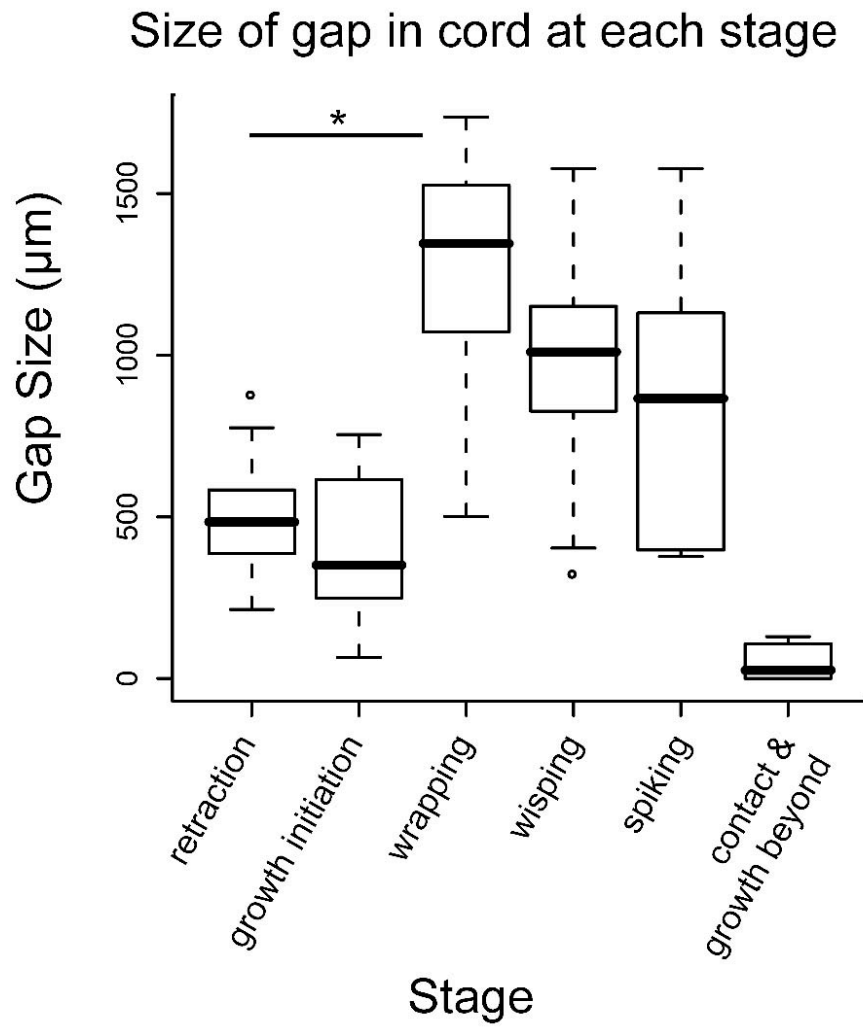 Size of gap in cord at each stage
*
Gap Size (µm)
1500
1000
500
0
retraction
growth initiation
wrapping
wisping
spiking
contact &
growth beyond
Stage